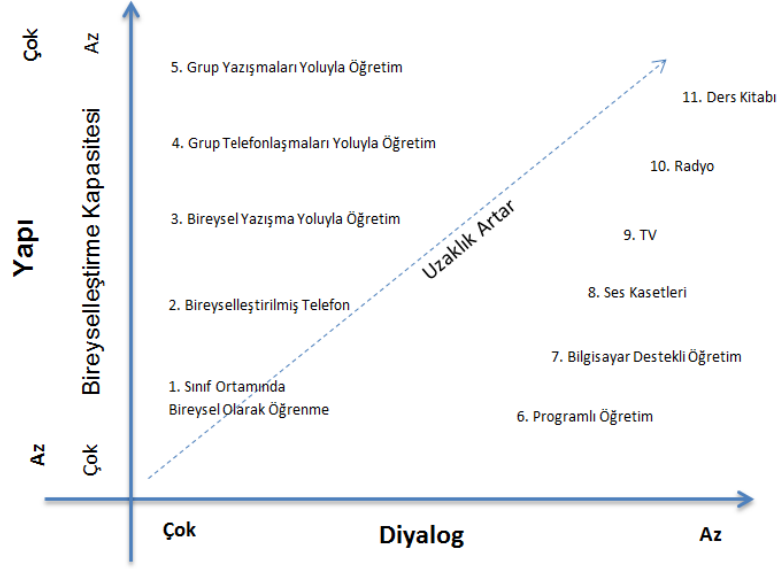 Çok
Az
Yapı
Bireyselleştirme Kapasitesi
Az
Çok
5. Grup Yazışmaları Yoluyla Öğretim
4. Grup Telefonlaşmaları Yoluyla Öğretim
3. Bireysel Yazışma Yoluyla Öğretim
2. Bireyselleştirilmiş Telefon
1. Sınıf Ortamında
Bireysel Olarak Öğrenme
Uzaklık Artar
11. Ders Kitabı
10. Radyo
9. TV
8. Ses Kasetleri
7. Bilgisayar Destekli Öğretim
6. Programlı Öğretim
Çok
Diyalog
Az